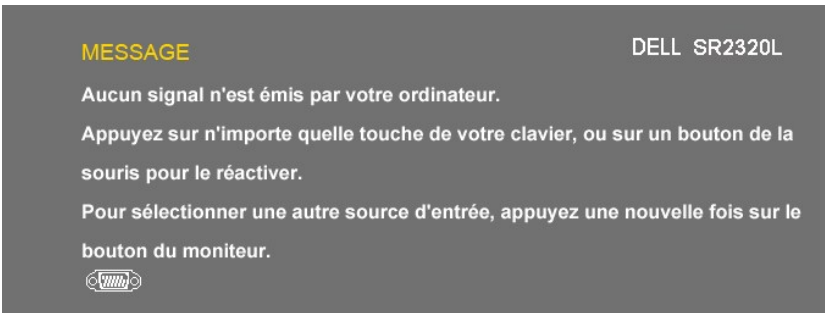 MESSAGE DELL SR2320L
Aucun signal n'est émis par votre ordinateur.
Appuyez sur n'importe quelle touche de votre clavier, ou sur un bouton de la
souris pour le réactiver.
Pour sélectionner une autre source d'entrée, appuyez une nouvelle fois sur le
bouton du moniteur.